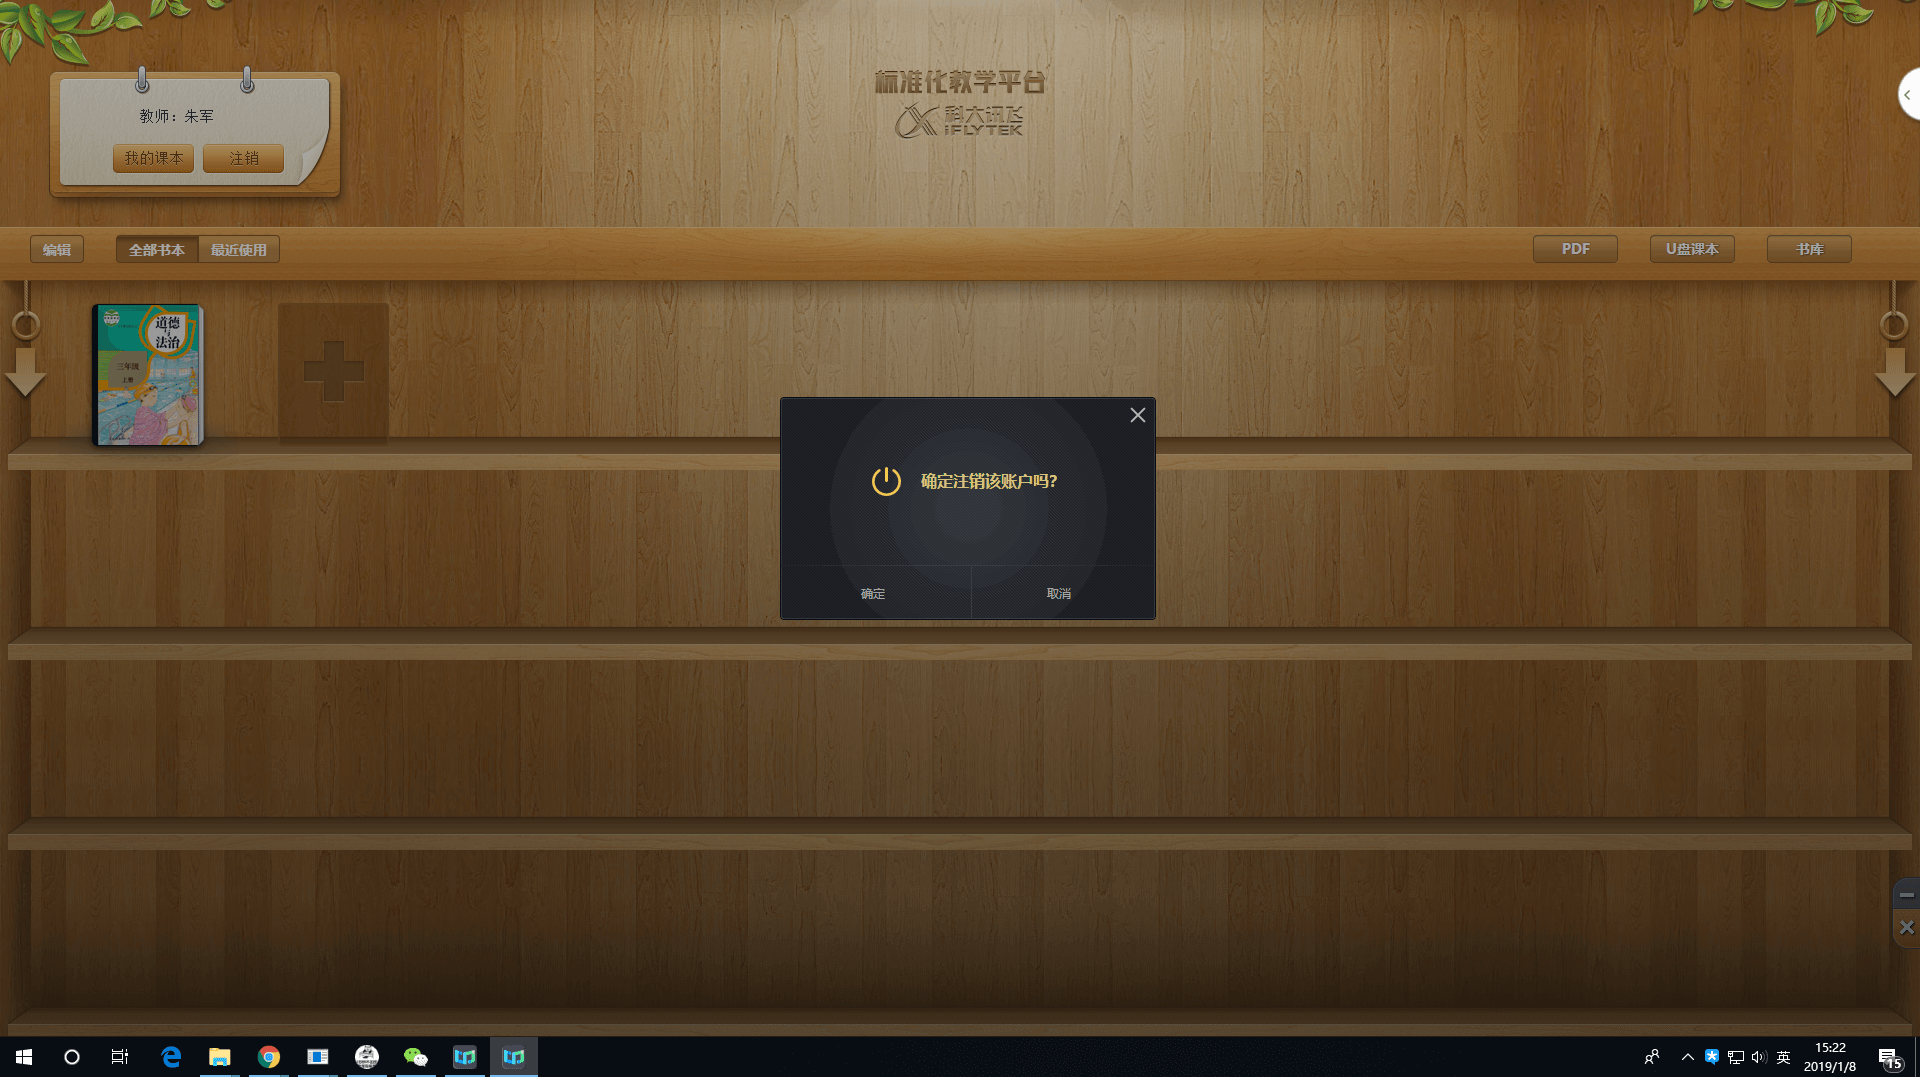 标准化教学平台
科大讯飞
iFLYTEK
教师：朱军
我的课本
注销
编辑
全部书本
最近使用
PDF
U盘课本
书库
道德
与
法治
三年级
上册
确定注销该账户吗?
确定
取消
英
15:22
2019/1/8
15